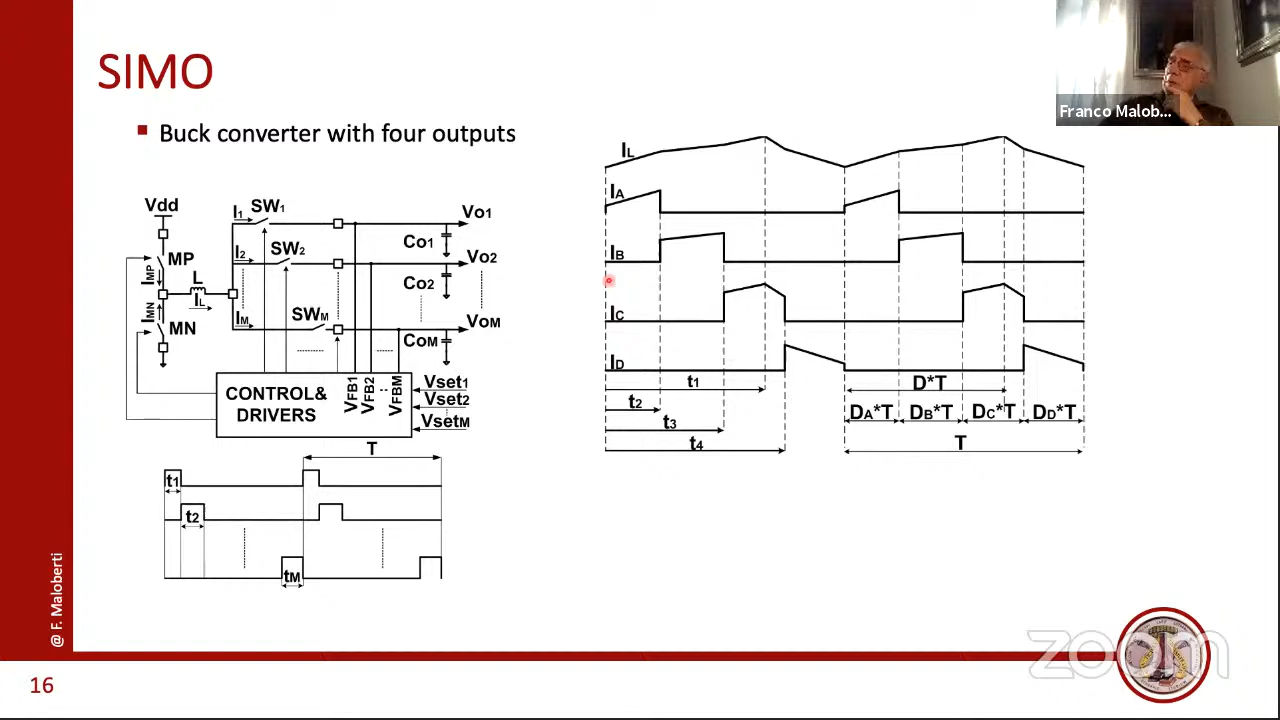 SIMO
Buck converter with four outputs
Franco Malob...
Vdd
MP
IMP
IMN
MN
L
IL
I1
SW1
I2
SW2
IM
SWM
Vo1
Co1
Vo2
Co2
VoM
CoM
CONTROL&
DRIVERS
VFB1
VFB2
VFBM
Vset1
Vset2
VsetM
T
t1
t2
tM
IL
IA
IB
IC
ID
t1
t2
t3
t4
D*T
DA*T DB*T DC*T DD*T
T
@ F. Maloberti
16
zoom